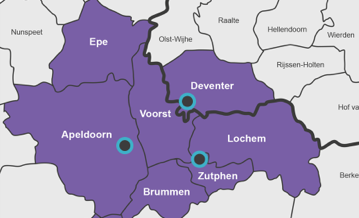 Raalte
Nunspeet
Hellendoorn
Epe
Olst-Wijhe
Wierden
Rijssen-Holten
Deventer
Hof va
Voorst
Apeldoorn
Lochem
Zutphen
Berke
Brummen